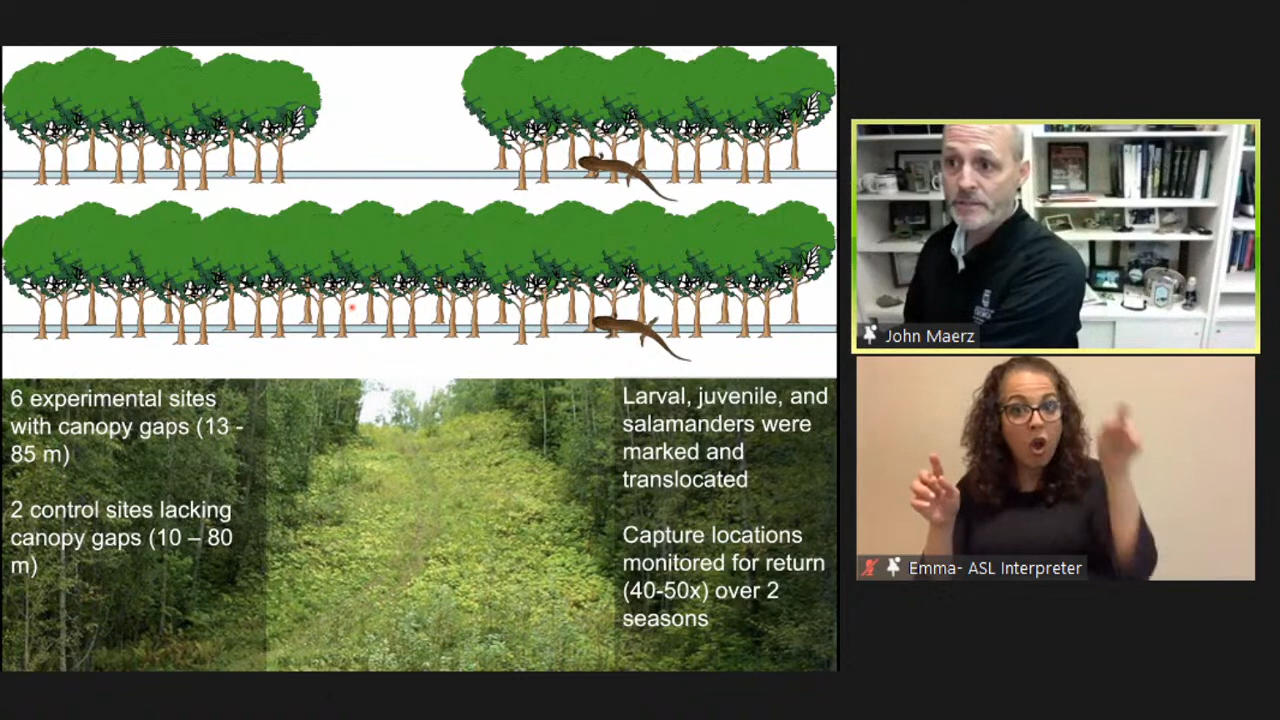 6 experimental sites
with canopy gaps (13 -
85 m)
2 control sites lacking
canopy gaps (10 – 80
m)
Larval, juvenile, and
salamanders were
marked and
translocated
Capture locations
monitored for return
(40-50x) over 2
seasons
John Maerz
Emma- ASL Interpreter